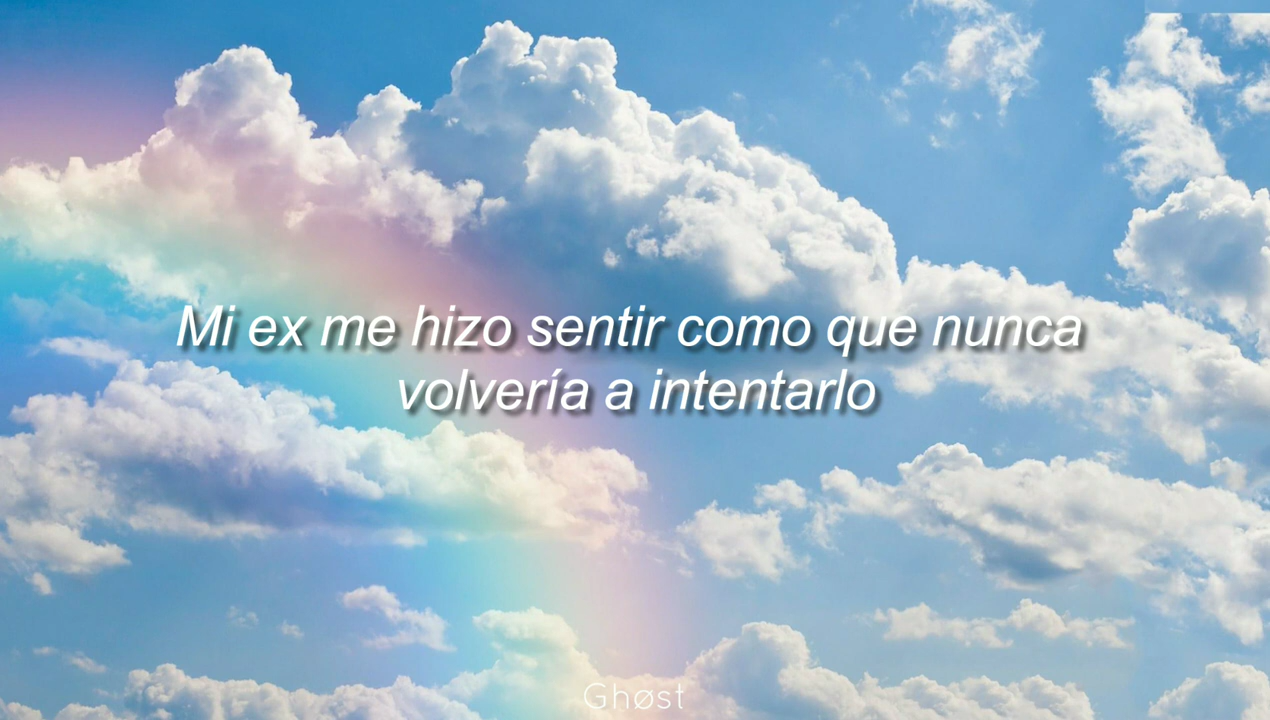 Mi ex me hizo sentir como que nunca
volvería a intentarlo
Ghøst